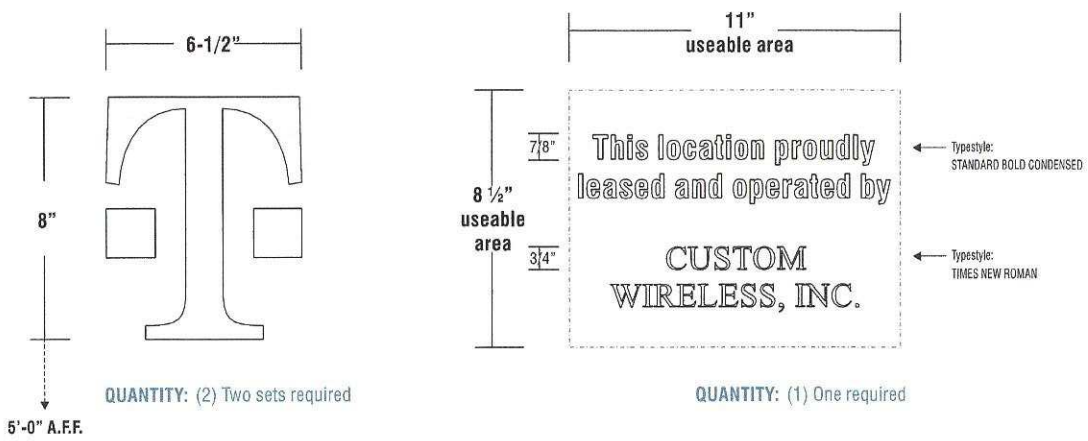 6-1/2”
8”
5’-0” A.F.F.
T
QUANTITY: (2) Two sets required
11”
useable area
8 ½”
useable
area
7/8”
3/4”
This location proudly
leased and operated by
CUSTOM
WIRELESS, INC.
Typestyle:
STANDARD BOLD CONDENSED
Typestyle:
TIMES NEW ROMAN
QUANTITY: (1) One required